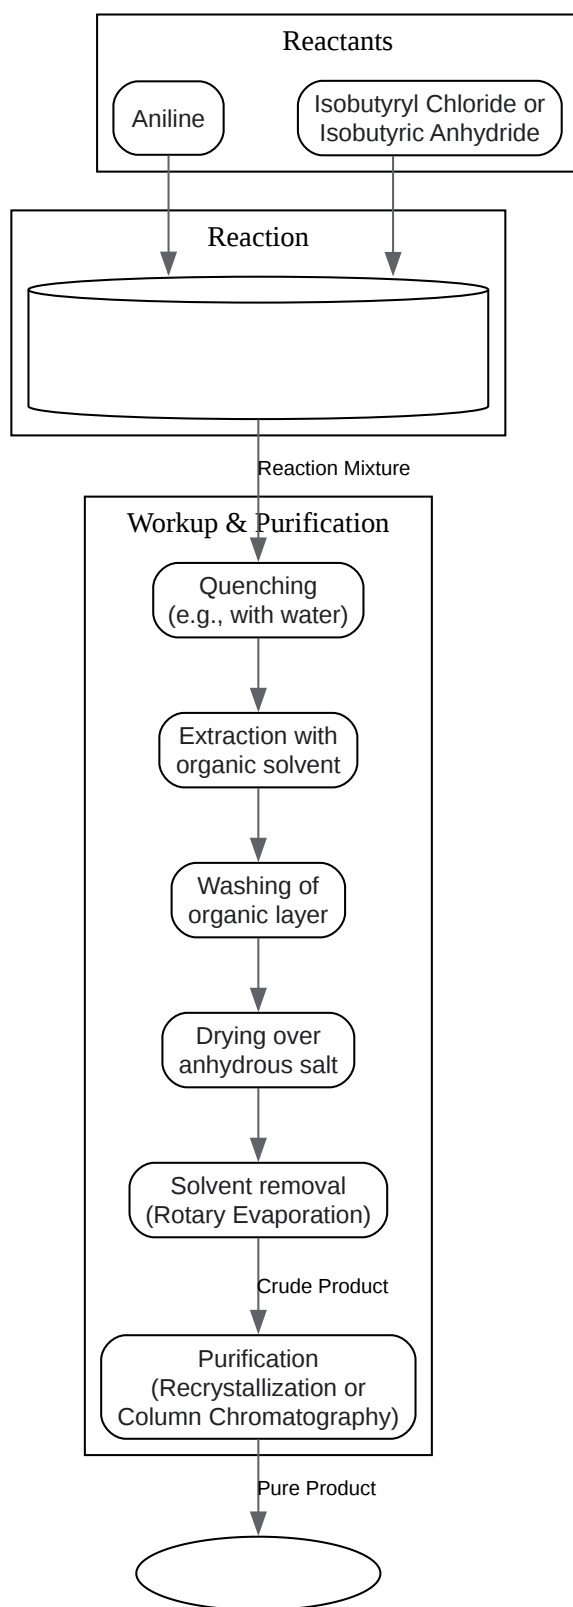 Reactants
Aniline
Isobutyryl Chloride or
Isobutyric Anhydride
Reaction
Reaction Mixture
Workup & Purification
Quenching
(e.g., with water)
Extraction with
organic solvent
Washing of
organic layer
Drying over
anhydrous salt
Solvent removal
(Rotary Evaporation)
Crude Product
Purification
(Recrystallization or
Column Chromatography)
Pure Product